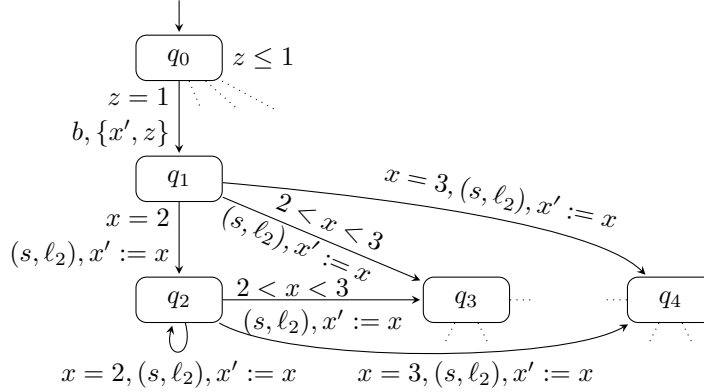 q₀ z ≤ 1
z = 1
b, {x′, z}
q₁
x = 3, (s, ℓ₂), x′ := x
2 < x < 3
(s, ℓ₂), x′ := x
x = 2
(s, ℓ₂), x′ := x
q₂
2 < x < 3
(s, ℓ₂), x′ := x
q₃
q₄
x = 2, (s, ℓ₂), x′ := x
x = 3, (s, ℓ₂), x′ := x